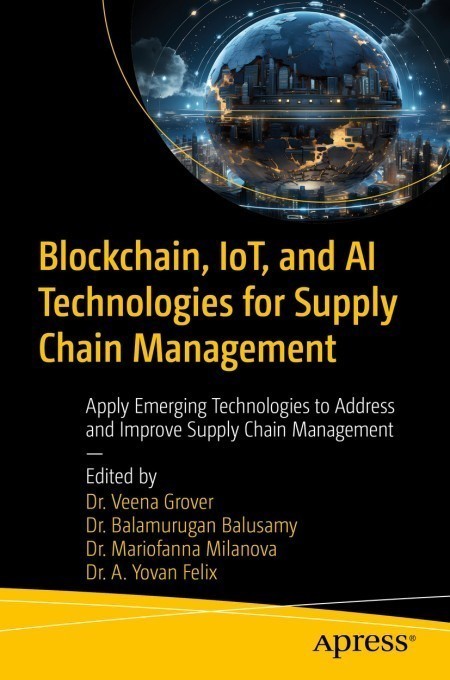 Blockchain, IoT, and AI
Technologies for Supply
Chain Management
Apply Emerging Technologies to Address
and Improve Supply Chain Management
—
Edited by
Dr. Veena Grover
Dr. Balamurugan Balusamy
Dr. Mariofanna Milanova
Dr. A. Yovan Felix
Apress®